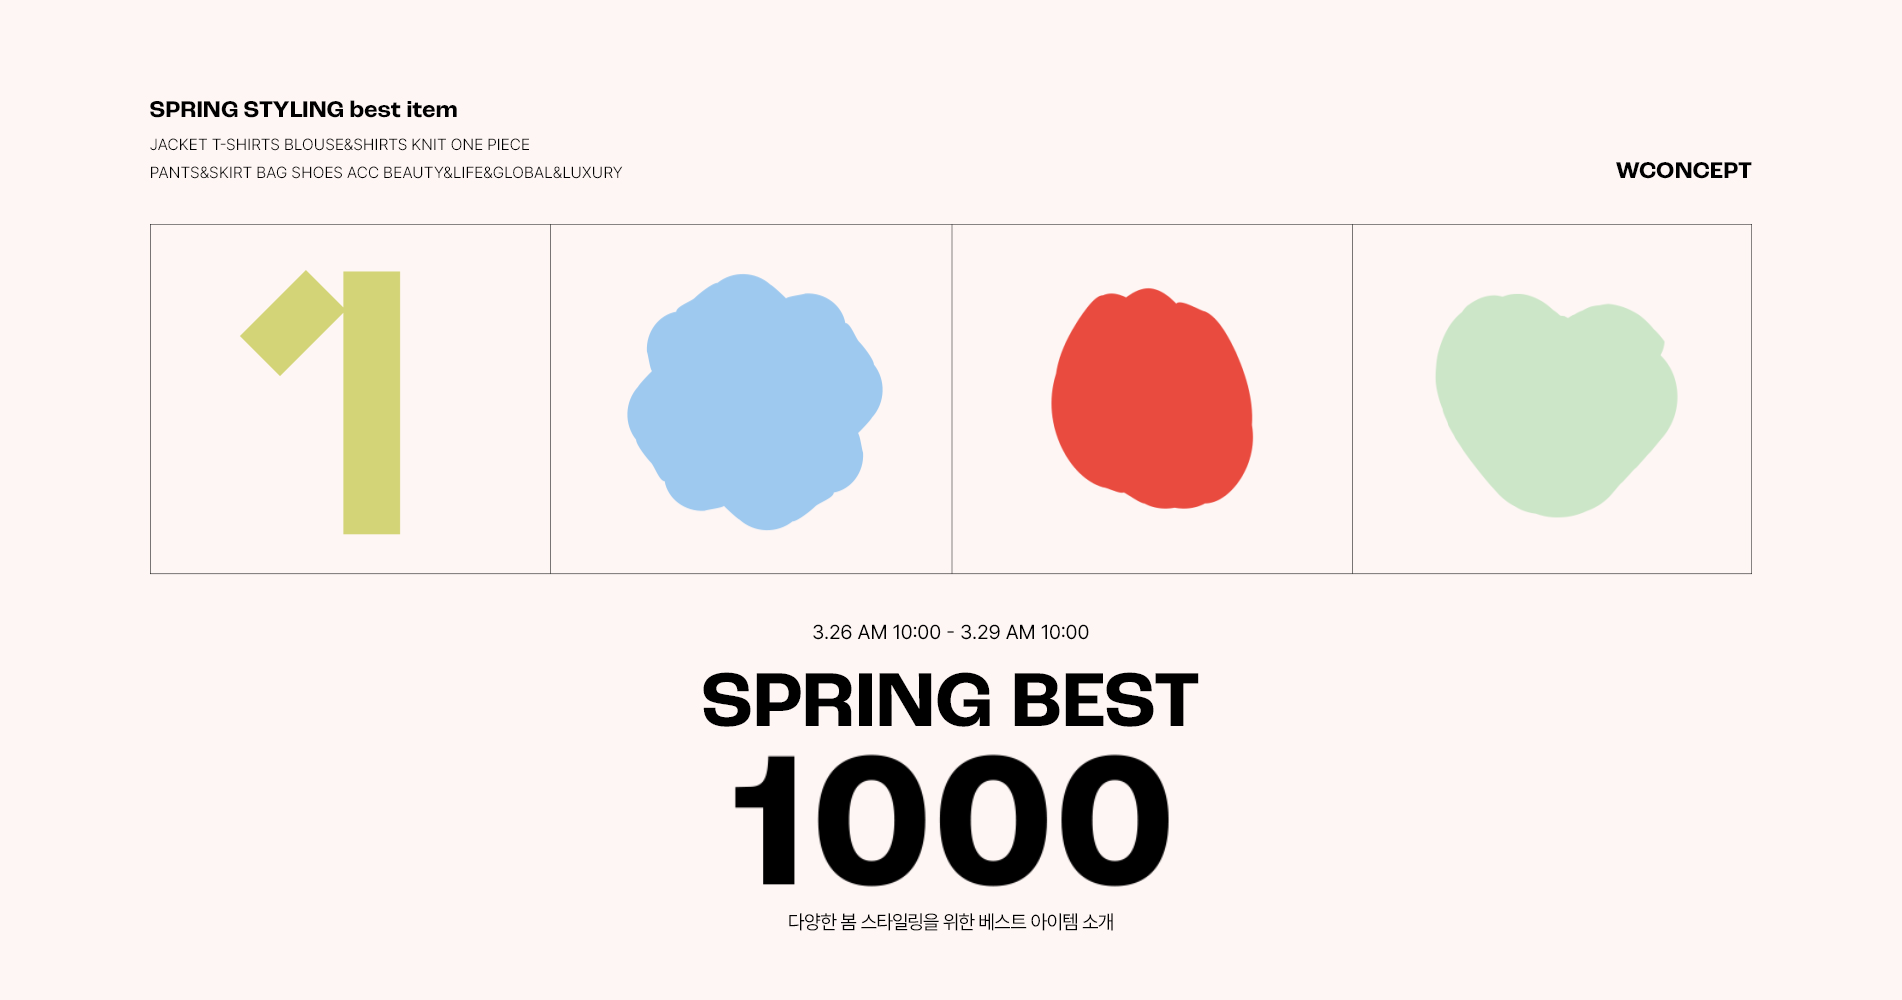 SPRING STYLING best item
JACKET T-SHIRTS BLOUSE&SHIRTS KNIT ONE PIECE
PANTS&SKIRT BAG SHOES ACC BEAUTY&LIFE&GLOBAL&LUXURY
WCONCEPT
1
3.26 AM 10:00 - 3.29 AM 10:00
SPRING BEST
1000
다양한 봄 스타일링을 위한 베스트 아이템 소개